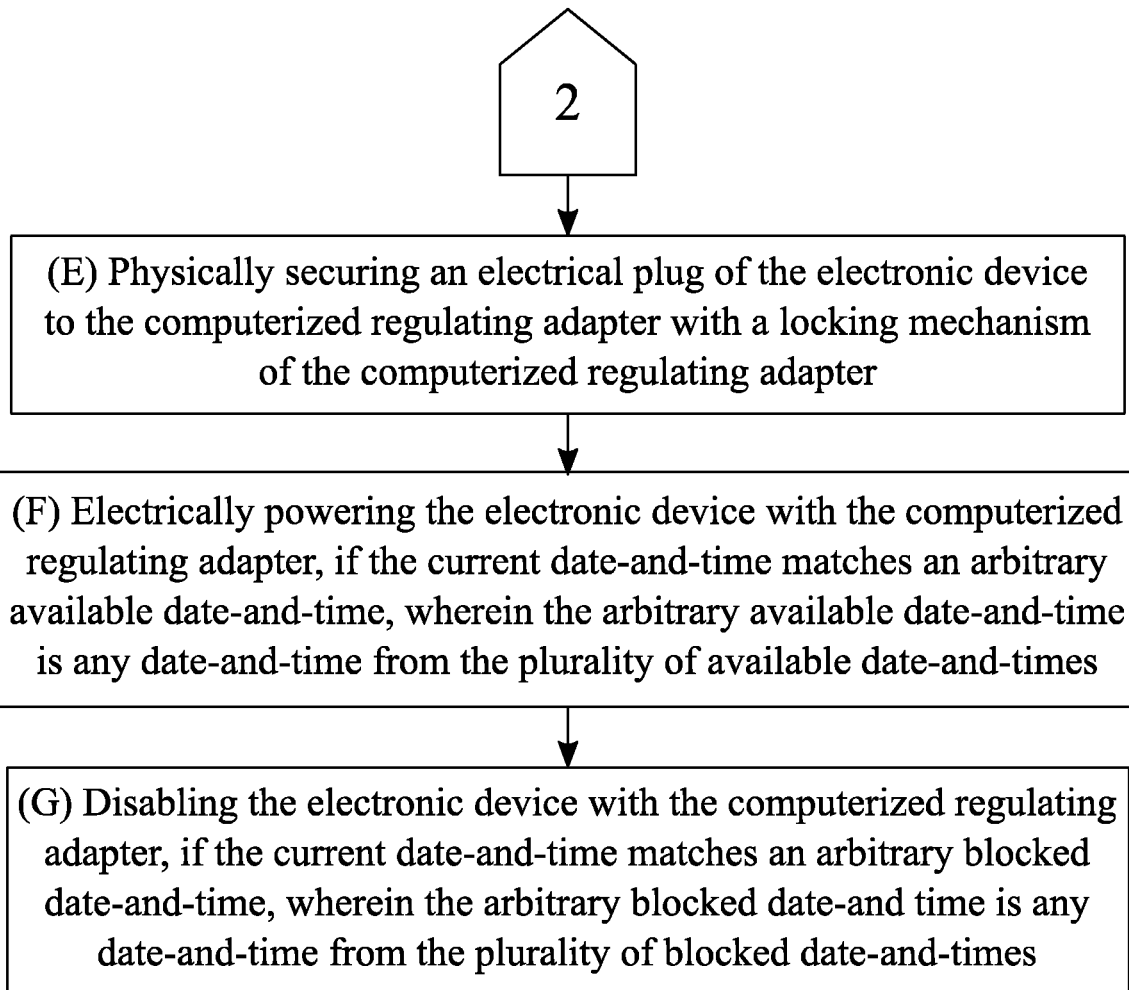 2
(E) Physically securing an electrical plug of the electronic device
to the computerized regulating adapter with a locking mechanism
of the computerized regulating adapter
(F) Electrically powering the electronic device with the computerized
regulating adapter, if the current date-and-time matches an arbitrary
available date-and-time, wherein the arbitrary available date-and-time
is any date-and-time from the plurality of available date-and-times
(G) Disabling the electronic device with the computerized regulating
adapter, if the current date-and-time matches an arbitrary blocked
date-and-time, wherein the arbitrary blocked date-and time is any
date-and-time from the plurality of blocked date-and-times